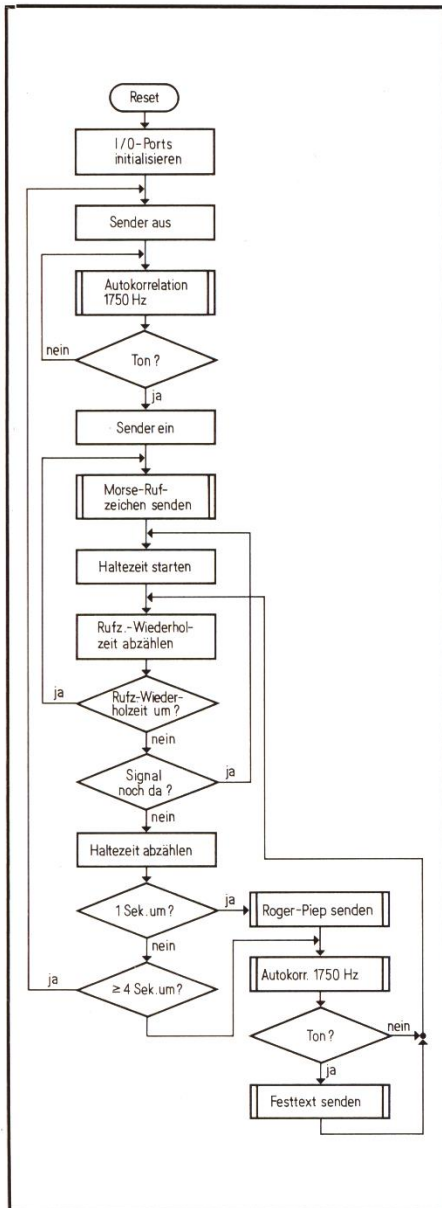 Reset
I/O-Ports
initialisieren
Sender aus
Autokorrelation
1750 Hz
nein
Ton?
ja
Sender ein
Morse-Ruf-
zeichen senden
Haltezeit starten
Rufz.-Wiederhol-
zeit abzählen
ja
Rufz-Wieder-
holzeit um?
nein
Signal
noch da?
ja
nein
Haltezeit abzählen
1 Sek. um?
ja
Roger-Piep senden
nein
ja
≥ 4 Sek. um?
Autokorr. 1750 Hz
Ton?
nein
ja
Festtext senden